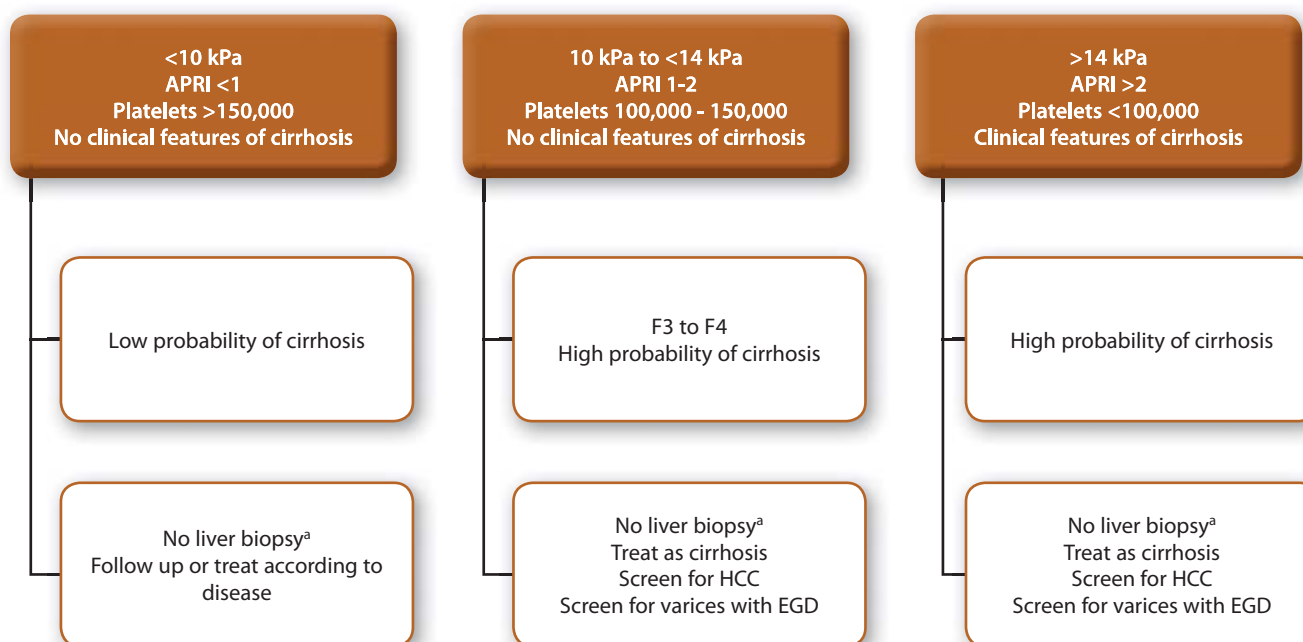 <10 kPa
APRI <1
Platelets >150,000
No clinical features of cirrhosis
Low probability of cirrhosis
No liver biopsyᵃ
Follow up or treat according to
disease
10 kPa to <14 kPa
APRI 1-2
Platelets 100,000 - 150,000
No clinical features of cirrhosis
F3 to F4
High probability of cirrhosis
No liver biopsyᵃ
Treat as cirrhosis
Screen for HCC
Screen for varices with EGD
>14 kPa
APRI >2
Platelets <100,000
Clinical features of cirrhosis
High probability of cirrhosis
No liver biopsyᵃ
Treat as cirrhosis
Screen for HCC
Screen for varices with EGD